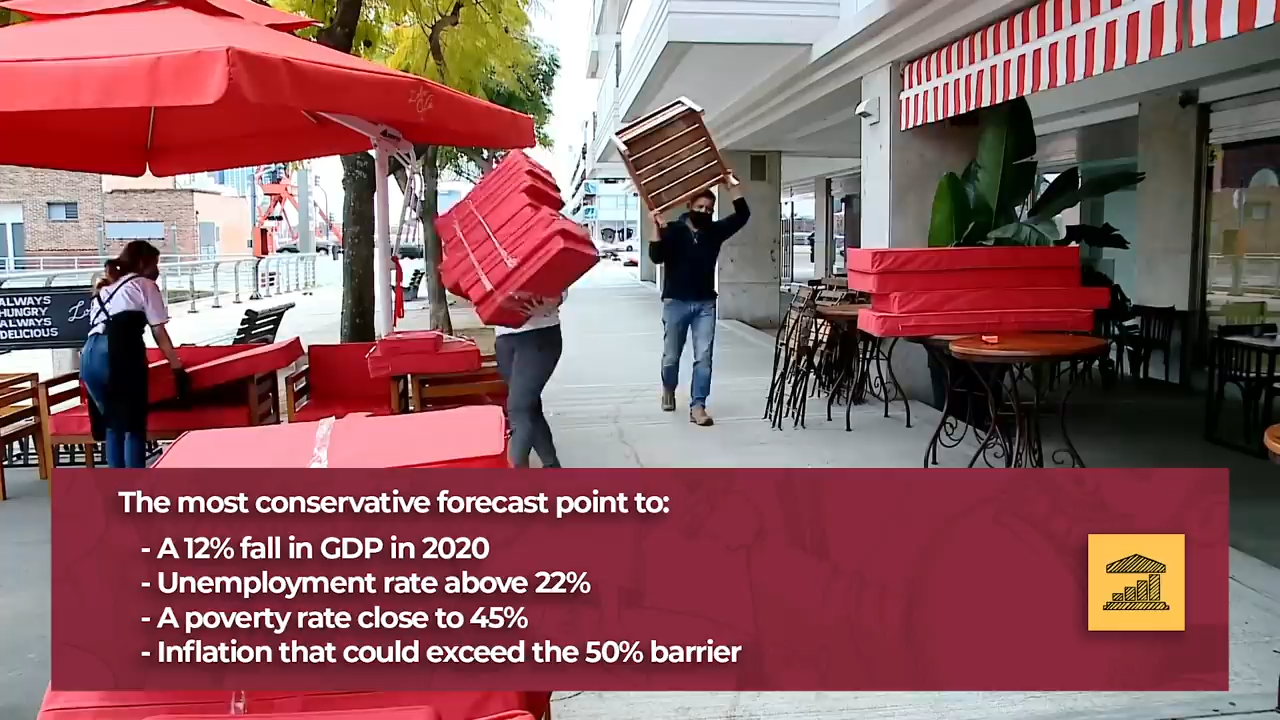 ALWAYS
HUNGRY
ALWAYS
DELICIOUS
The most conservative forecast point to:
- A 12% fall in GDP in 2020
- Unemployment rate above 22%
- A poverty rate close to 45%
- Inflation that could exceed the 50% barrier